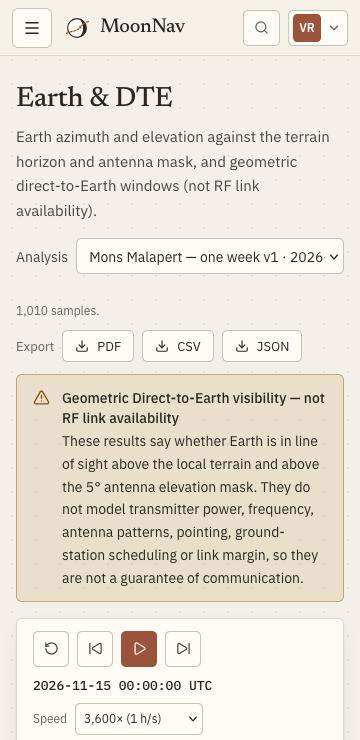 MoonNav
VR
Earth & DTE
Earth azimuth and elevation against the terrain
horizon and antenna mask, and geometric
direct-to-Earth windows (not RF link
availability).
Analysis
Mons Malapert — one week v1 · 2026-
1,010 samples.
Export
PDF
CSV
JSON
Geometric Direct-to-Earth visibility — not
RF link availability
These results say whether Earth is in line
of sight above the local terrain and above
the 5° antenna elevation mask. They do
not model transmitter power, frequency,
antenna patterns, pointing, ground-
station scheduling or link margin, so they
are not a guarantee of communication.
2026-11-15 00:00:00 UTC
Speed
3,600× (1 h/s)